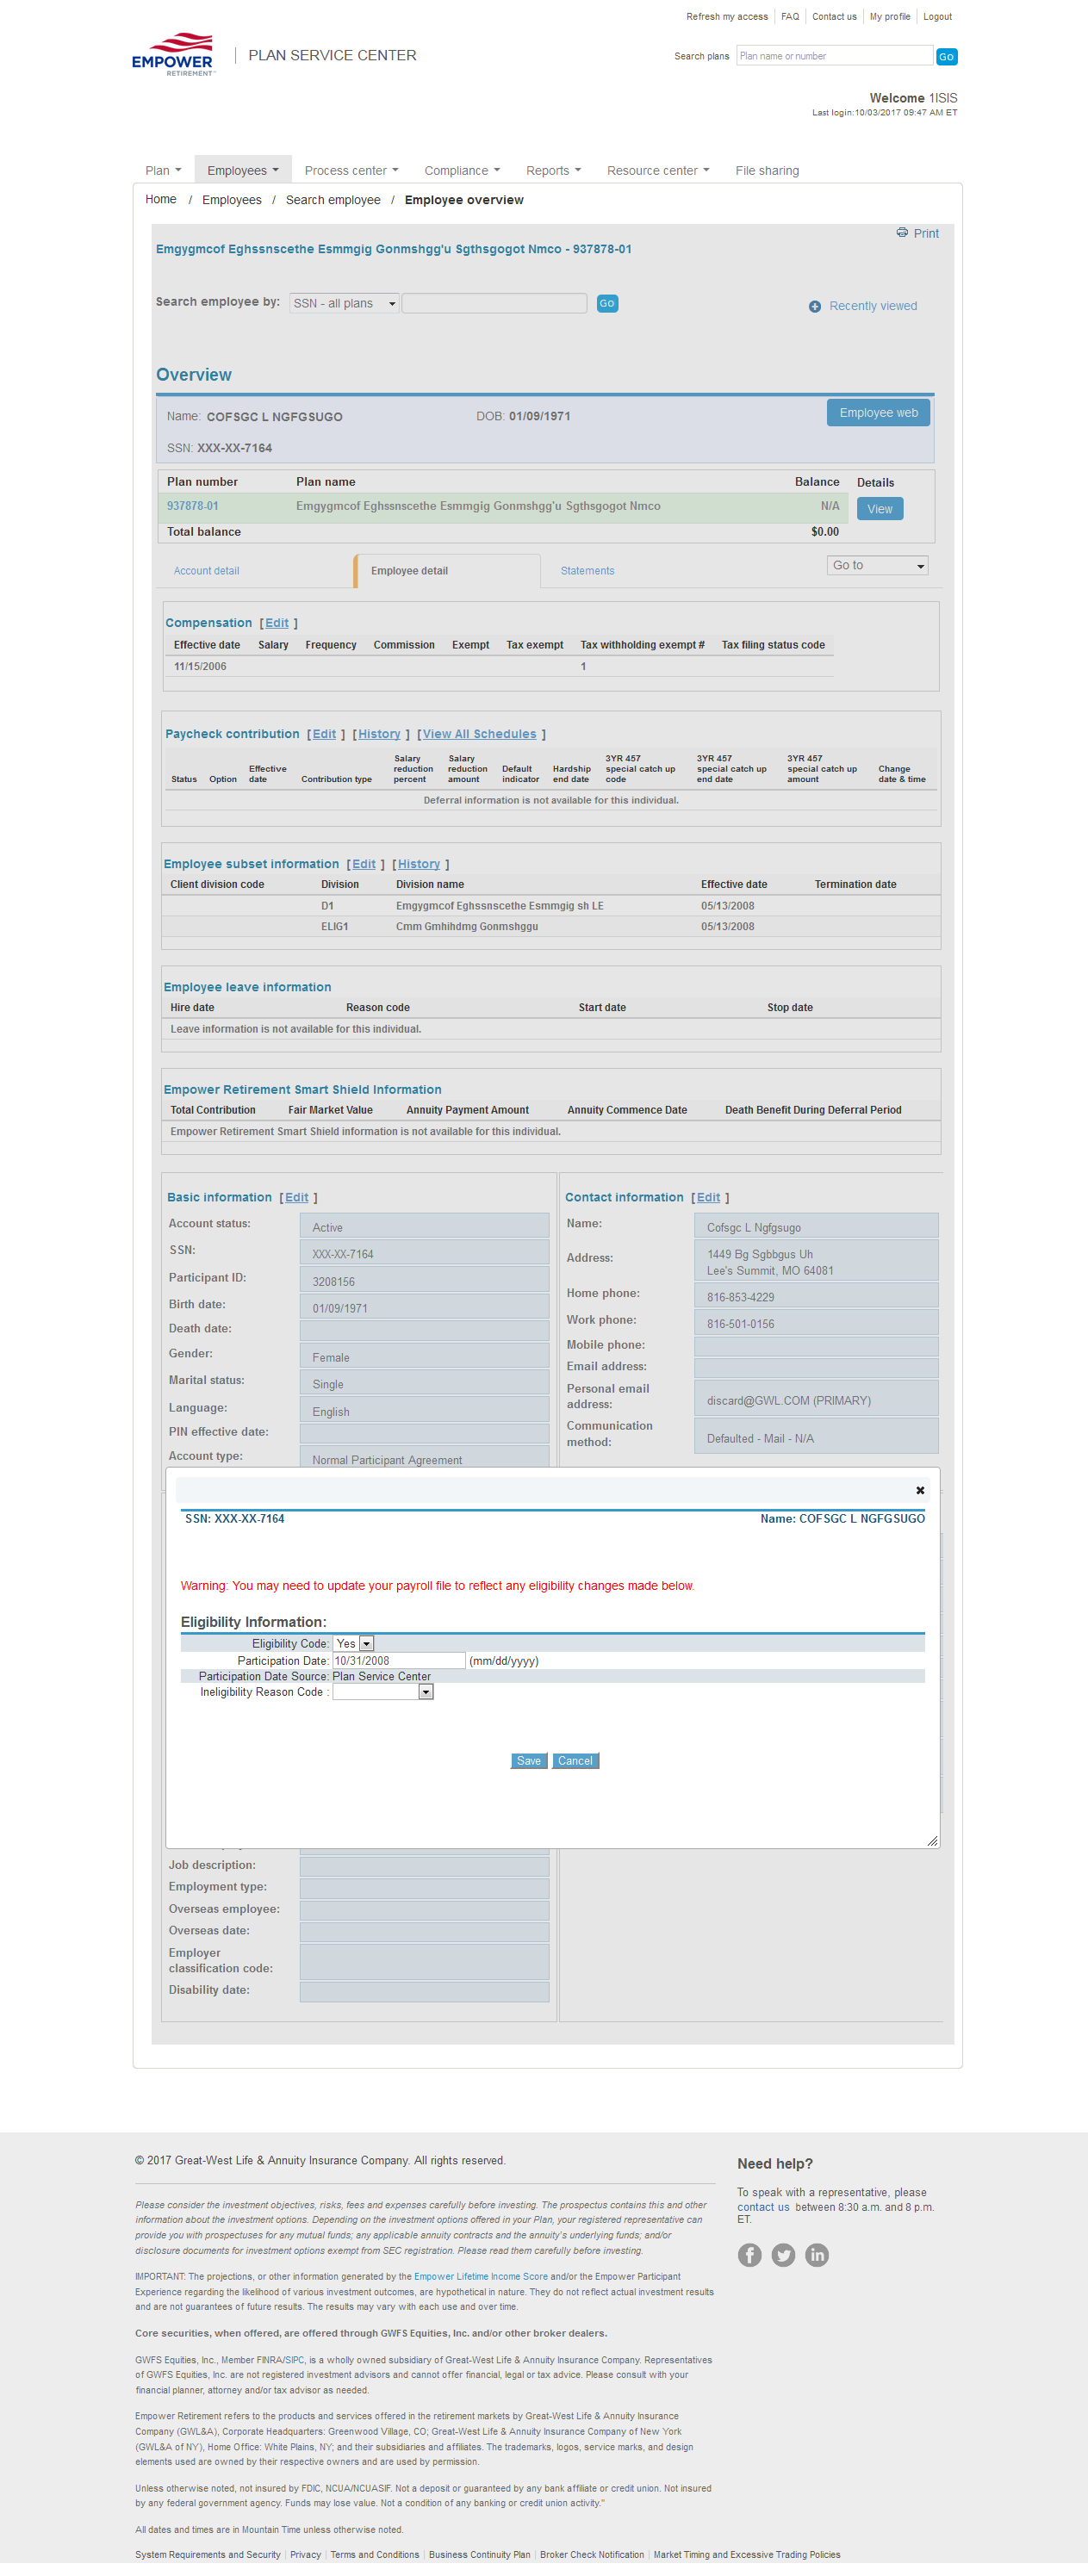 Refresh my access FAQ Contact us My profile Logout
EMPOWER
RETIREMENT
PLAN SERVICE CENTER
Search plans Plan name or number GO
Welcome 1ISIS
Last login:10/03/2017 09:47 AM ET
Plan Employees Process center Compliance Reports Resource center File sharing
Home / Employees / Search employee / Employee overview
Print
Emgygmcof Eghssnscethe Esmmgig Gonmshgg'u Sgthsgogot Nmco - 937878-01
Search employee by: SSN - all plans GO
Recently viewed
Overview
Name: COFSGC L NGFGSUGO DOB: 01/09/1971 Employee web
SSN: XXX-XX-7164
Plan number Plan name Balance Details
937878-01 Emgygmcof Eghssnscethe Esmmgig Gonmshgg'u Sgthsgogot Nmco N/A View
Total balance $0.00
Account detail Employee detail Statements Go to
Compensation [Edit ]
Effective date Salary Frequency Commission Exempt Tax exempt Tax withholding exempt # Tax filing status code
11/15/2006 1
Paycheck contribution [Edit ] [History ] [View All Schedules ]
Status Option Effective date Contribution type Salary reduction percent Salary reduction amount Default indicator Hardship end date 3YR 457 special catch up code 3YR 457 special catch up end date 3YR 457 special catch up amount Change date & time
Deferral information is not available for this individual.
Employee subset information [Edit ] [History ]
Client division code Division Division name Effective date Termination date
D1 Emgygmcof Eghssnscethe Esmmgig sh LE 05/13/2008
ELIG1 Cmm Gmhihdmg Gonmshggu 05/13/2008
Employee leave information
Hire date Reason code Start date Stop date
Leave information is not available for this individual.
Empower Retirement Smart Shield Information
Total Contribution Fair Market Value Annuity Payment Amount Annuity Commence Date Death Benefit During Deferral Period
Empower Retirement Smart Shield information is not available for this individual.
Basic information [Edit ]
Account status: Active
SSN: XXX-XX-7164
Participant ID: 3208156
Birth date: 01/09/1971
Death date:
Gender: Female
Marital status: Single
Language: English
PIN effective date:
Account type: Normal Participant Agreement
Contact information [Edit ]
Name: Cofsgc L Ngfgsugo
Address: 1449 Bg Sgbbgus Uh
Lee's Summit, MO 64081
Home phone: 816-853-4229
Work phone: 816-501-0156
Mobile phone:
Email address:
Personal email
address: discard@GWL.COM (PRIMARY)
Communication
method: Defaulted - Mail - N/A
SSN: XXX-XX-7164 Name: COFSGC L NGFGSUGO
Warning: You may need to update your payroll file to reflect any eligibility changes made below.
Eligibility Information:
Eligibility Code: Yes
Participation Date: 10/31/2008 (mm/dd/yyyy)
Participation Date Source: Plan Service Center
Ineligibility Reason Code :
Save Cancel
Job description:
Employment type:
Overseas employee:
Overseas date:
Employer
classification code:
Disability date:
© 2017 Great-West Life & Annuity Insurance Company. All rights reserved.
Please consider the investment objectives, risks, fees and expenses carefully before investing. The prospectus contains this and other
information about the investment options. Depending on the investment options offered in your Plan, your registered representative can
provide you with prospectuses for any mutual funds; any applicable annuity contracts and the annuity's underlying funds; and/or
disclosure documents for investment options exempt from SEC registration. Please read them carefully before investing.
IMPORTANT: The projections, or other information generated by the Empower Lifetime Income Score and/or the Empower Participant
Experience regarding the likelihood of various investment outcomes, are hypothetical in nature. They do not reflect actual investment results
and are not guarantees of future results. The results may vary with each use and over time.
Core securities, when offered, are offered through GWFS Equities, Inc. and/or other broker dealers.
GWFS Equities, Inc., Member FINRA/SIPC, is a wholly owned subsidiary of Great-West Life & Annuity Insurance Company. Representatives
of GWFS Equities, Inc. are not registered investment advisors and cannot offer financial, legal or tax advice. Please consult with your
financial planner, attorney and/or tax advisor as needed.
Empower Retirement refers to the products and services offered in the retirement markets by Great-West Life & Annuity Insurance
Company (GWL&A), Corporate Headquarters: Greenwood Village, CO; Great-West Life & Annuity Insurance Company of New York
(GWL&A of NY), Home Office: White Plains, NY; and their subsidiaries and affiliates. The trademarks, logos, service marks, and design
elements used are owned by their respective owners and are used by permission.
Unless otherwise noted, not insured by FDIC, NCUA/NCUASIF. Not a deposit or guaranteed by any bank affiliate or credit union. Not insured
by any federal government agency. Funds may lose value. Not a condition of any banking or credit union activity."
All dates and times are in Mountain Time unless otherwise noted.
System Requirements and Security Privacy Terms and Conditions Business Continuity Plan Broker Check Notification Market Timing and Excessive Trading Policies
Need help?
To speak with a representative, please
contact us between 8:30 a.m. and 8 p.m.
ET.